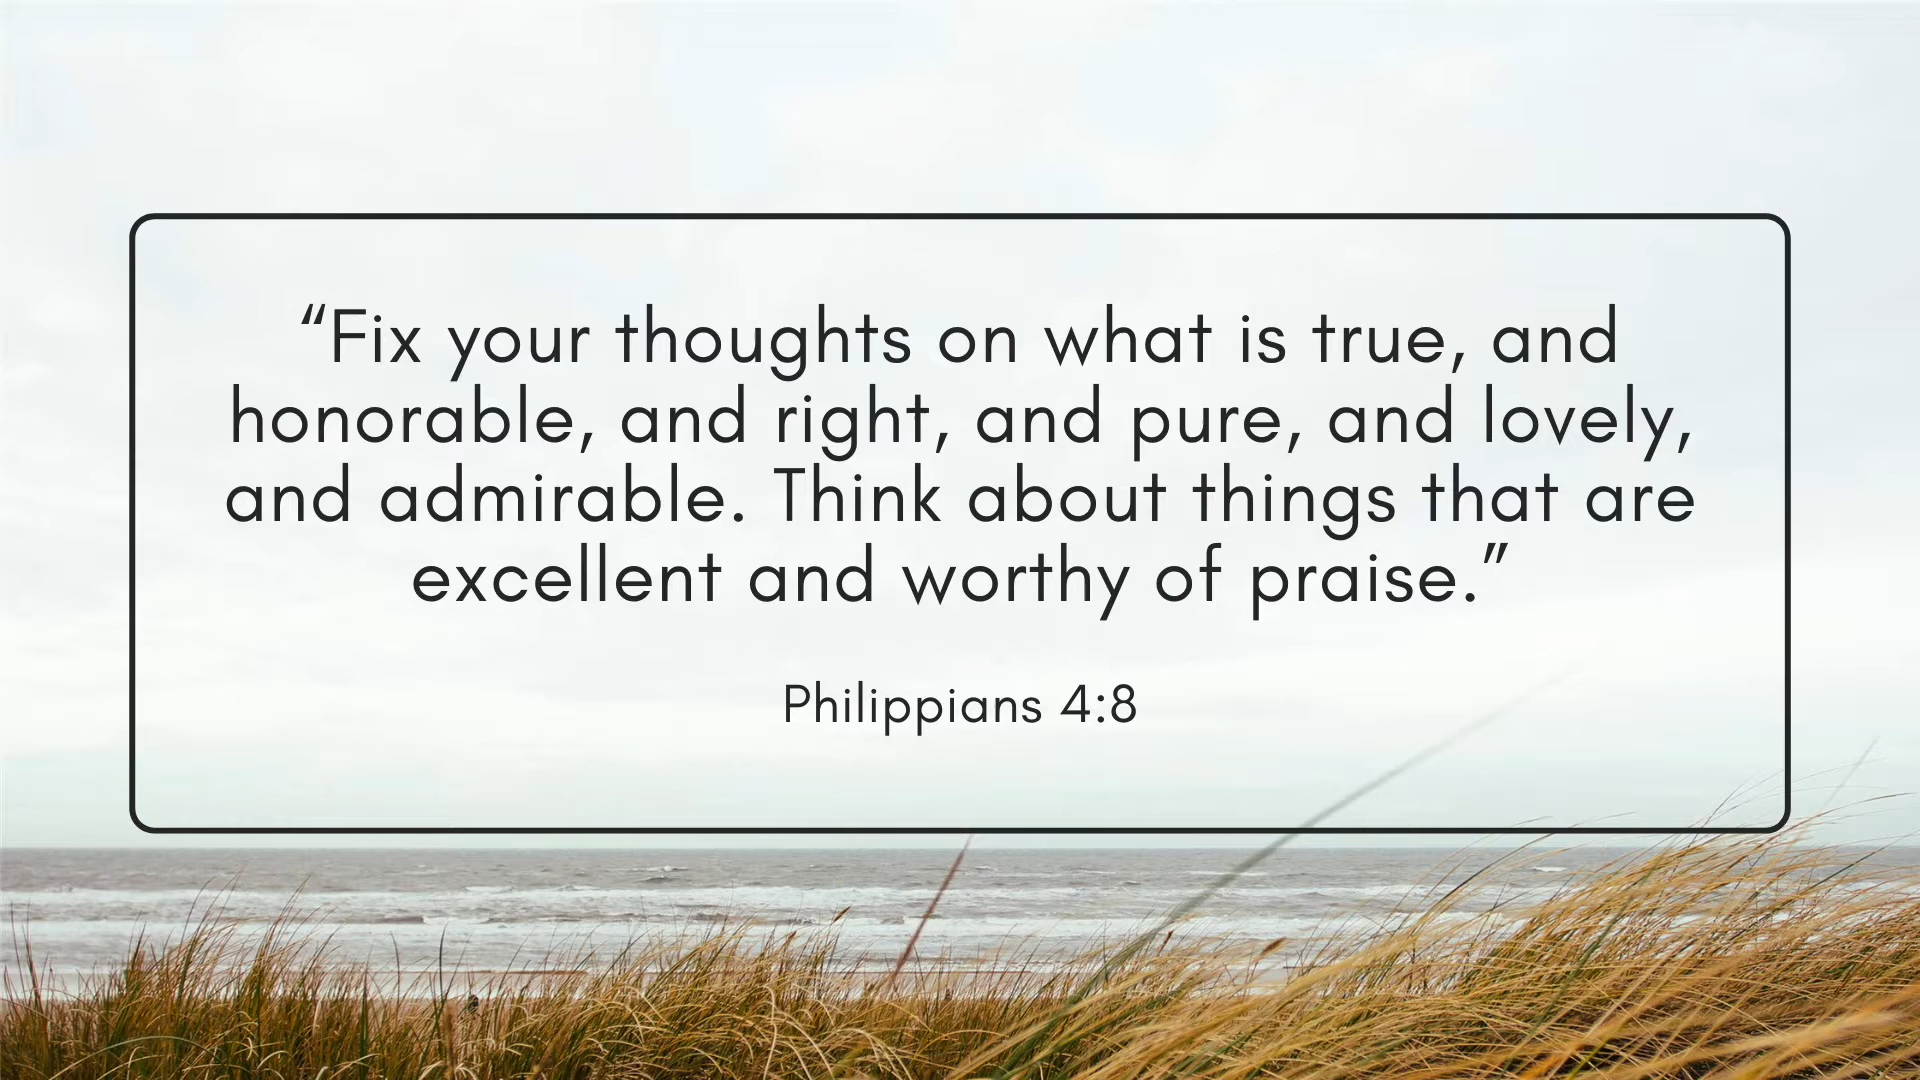 “Fix your thoughts on what is true, and
honorable, and right, and pure, and lovely,
and admirable. Think about things that are
excellent and worthy of praise.”
Philippians 4:8